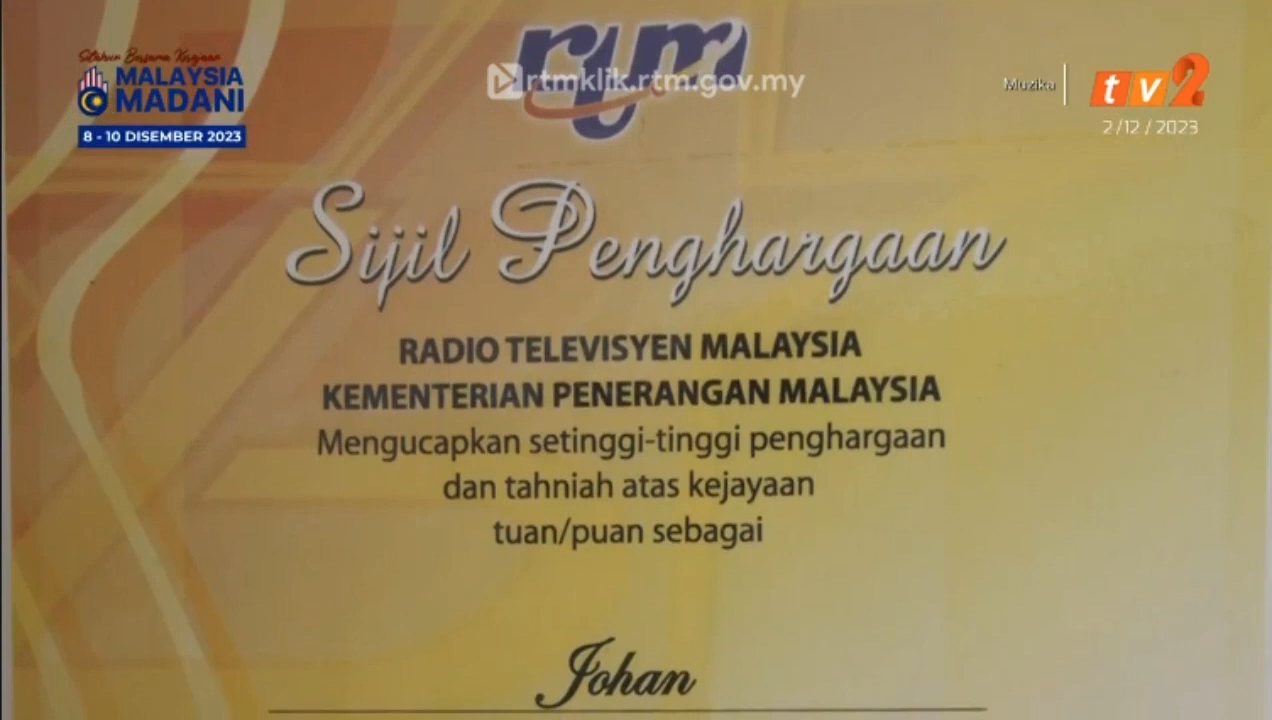 Setahun Bersama Kerajaan
MALAYSIA
MADANI
8 - 10 DISEMBER 2023
rtm
rtmklik.rtm.gov.my
Muzika
tv2
2/12/2023
Sijil Penghargaan
RADIO TELEVISYEN MALAYSIA
KEMENTERIAN PENERANGAN MALAYSIA
Mengucapkan setinggi-tinggi penghargaan
dan tahniah atas kejayaan
tuan/puan sebagai
Johan